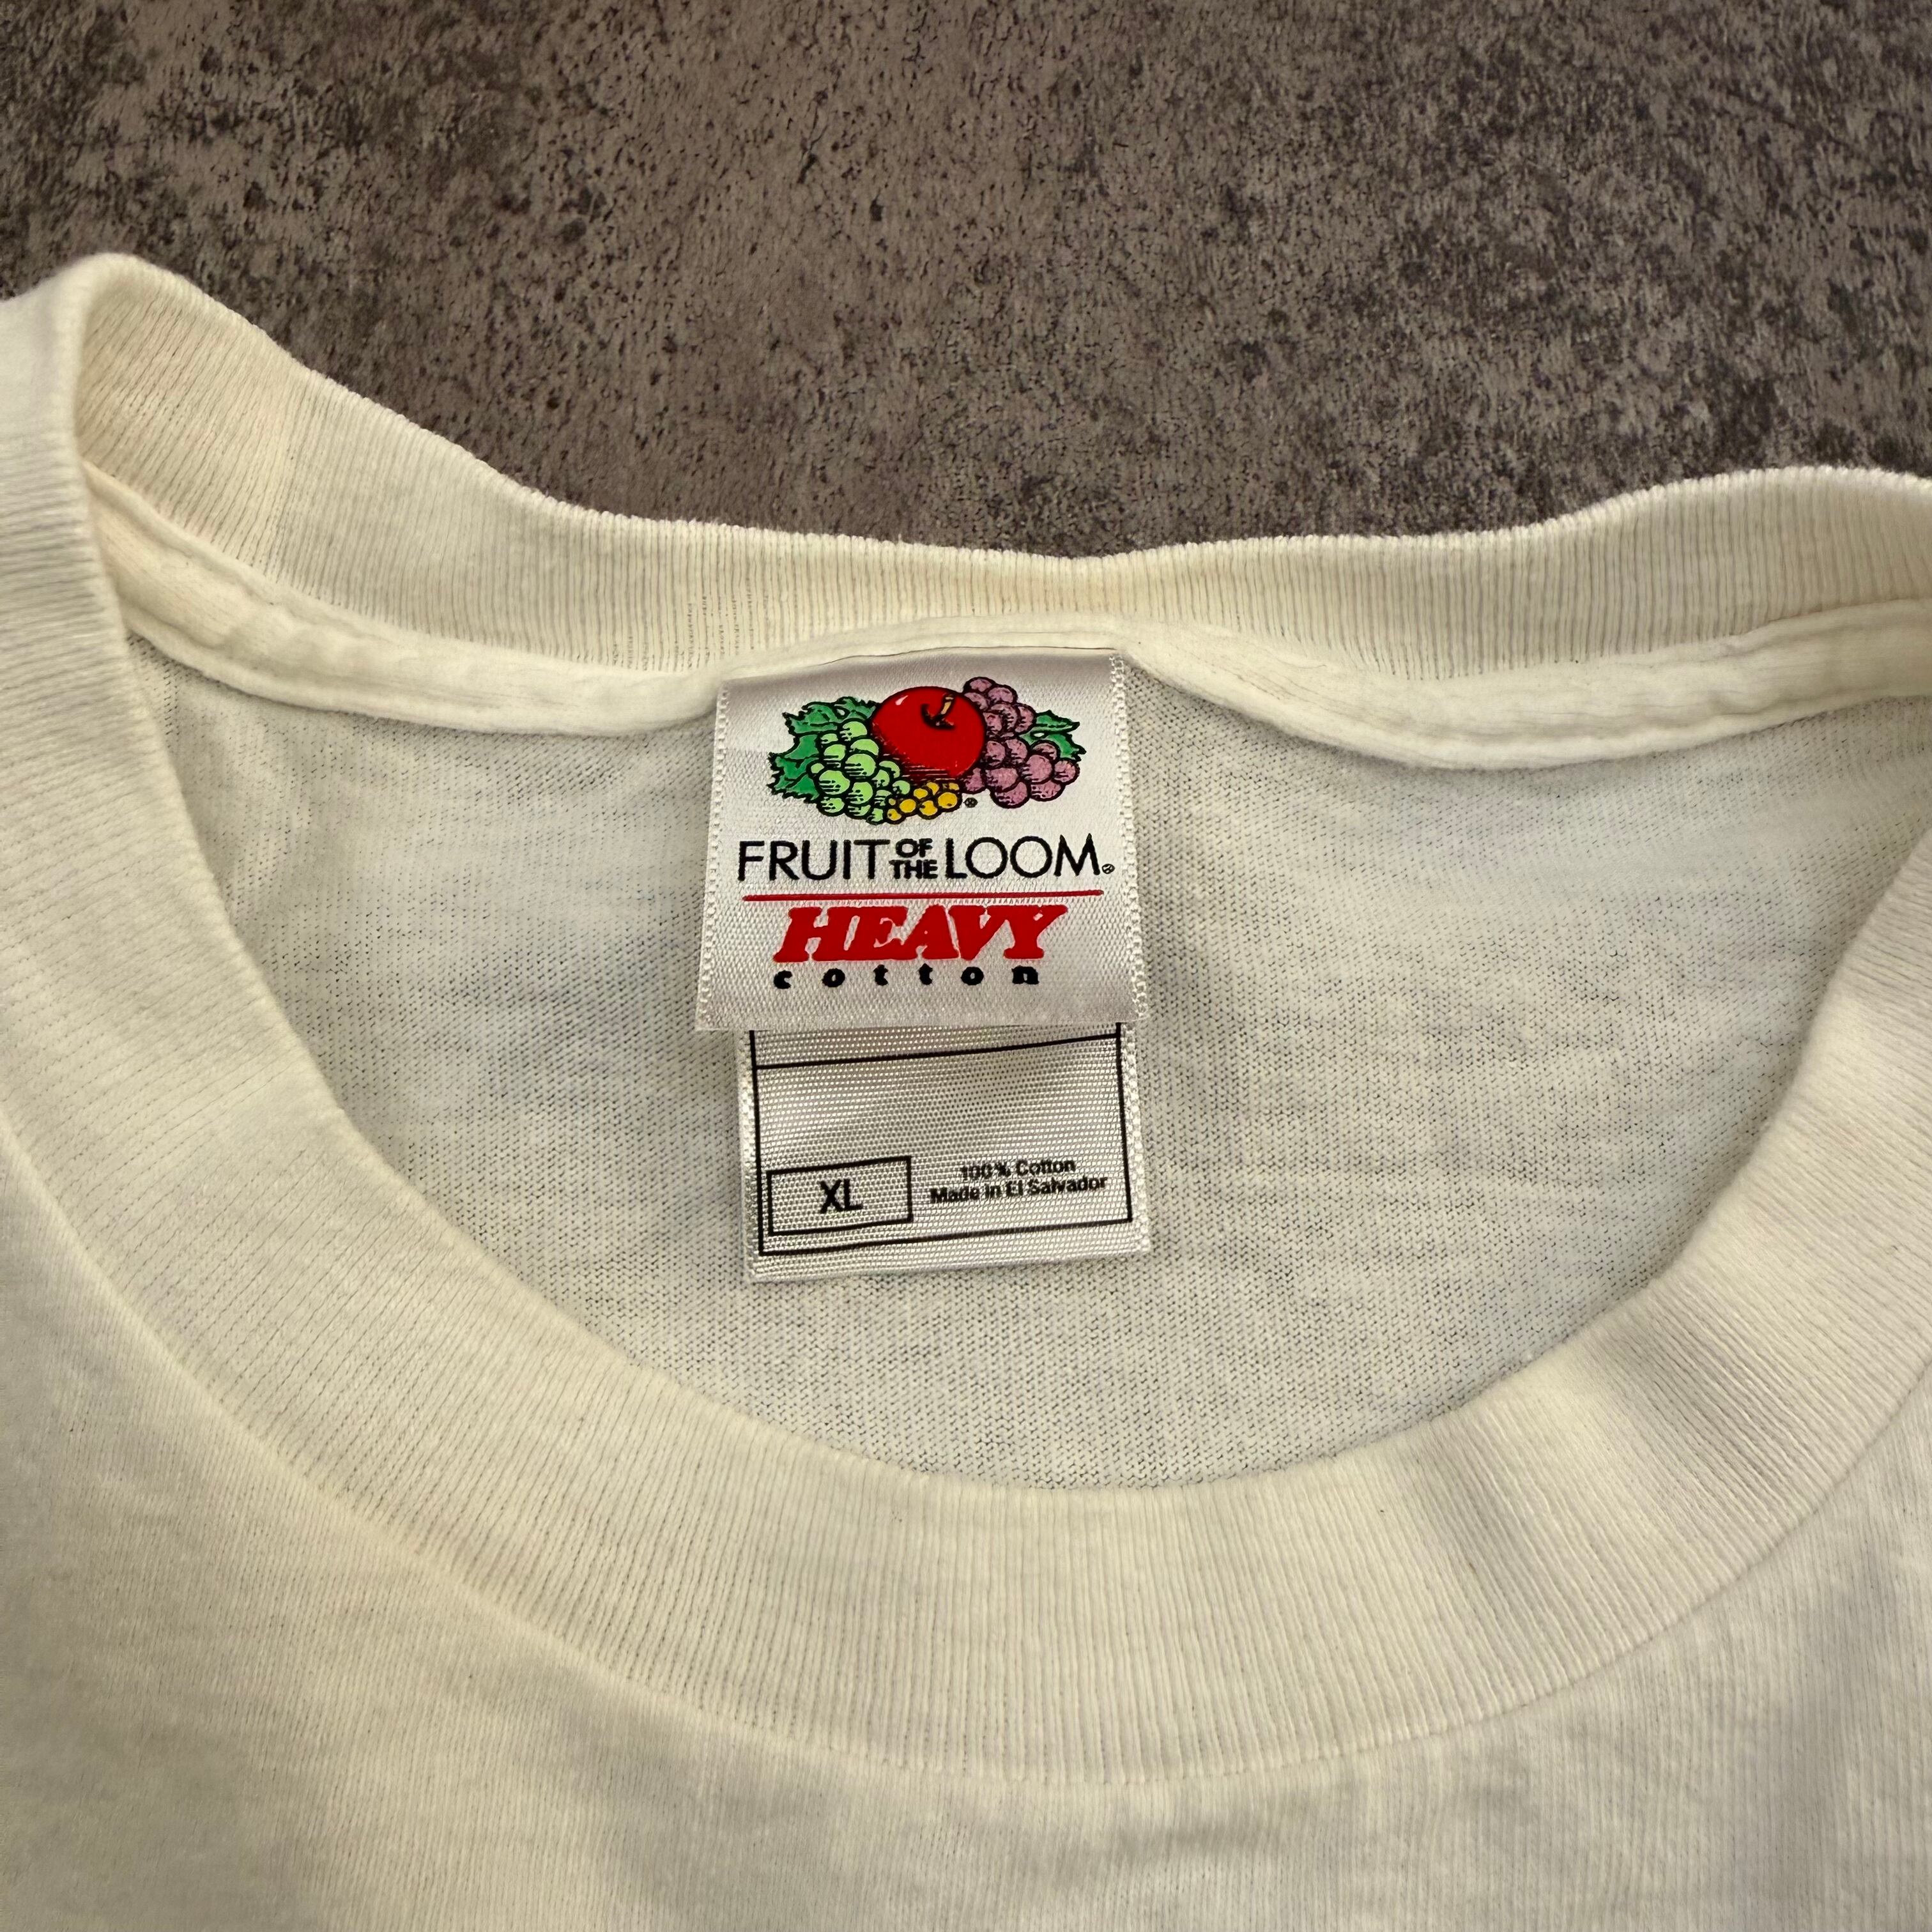 FRUIT OF THE LOOM®
HEAVY
cotton
XL
100% Cotton
Made in El Salvador